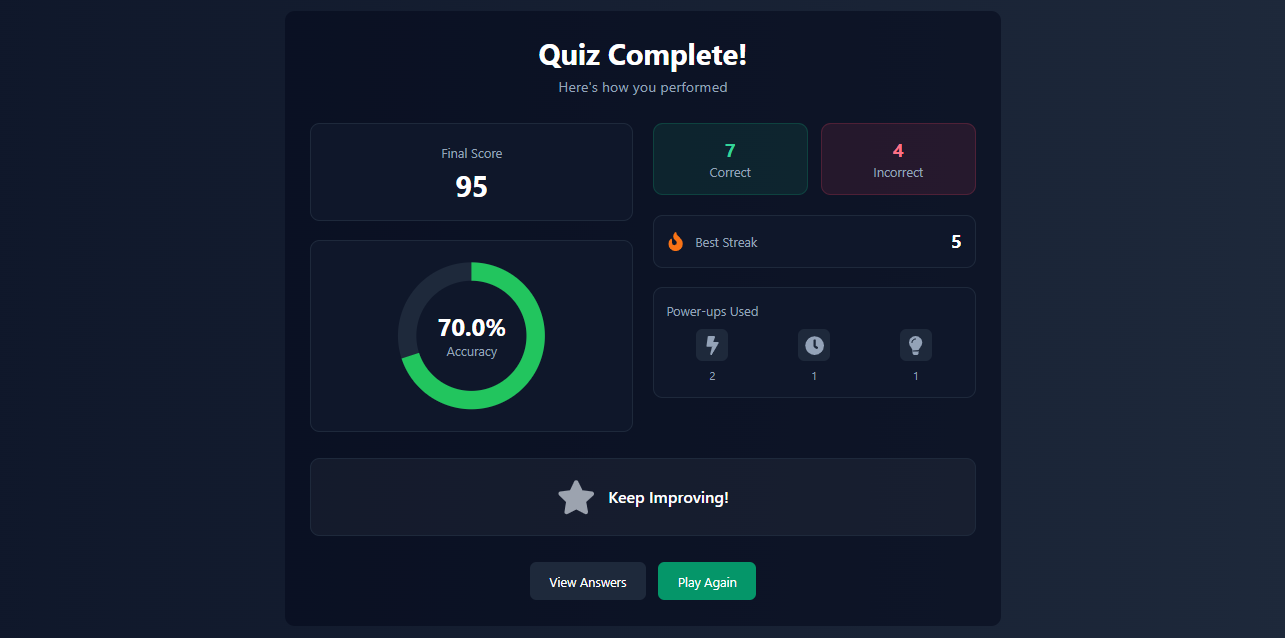 Quiz Complete!
Here's how you performed
Final Score
95
70.0%
Accuracy
7
Correct
4
Incorrect
Best Streak
5
Power-ups Used
2
1
1
Keep Improving!
View Answers
Play Again